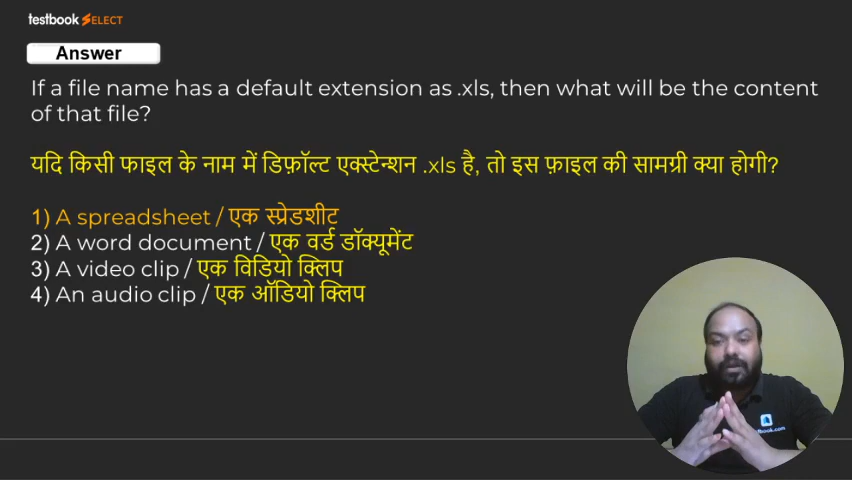 testbook SELECT
Answer
If a file name has a default extension as .xls, then what will be the content
of that file?
यदि किसी फाइल के नाम में डिफ़ॉल्ट एक्स्टेन्शन .xls है, तो इस फ़ाइल की सामग्री क्या होगी?
1) A spreadsheet / एक स्प्रेडशीट
2) A word document / एक वर्ड डॉक्यूमेंट
3) A video clip / एक विडियो क्लिप
4) An audio clip / एक ऑडियो क्लिप